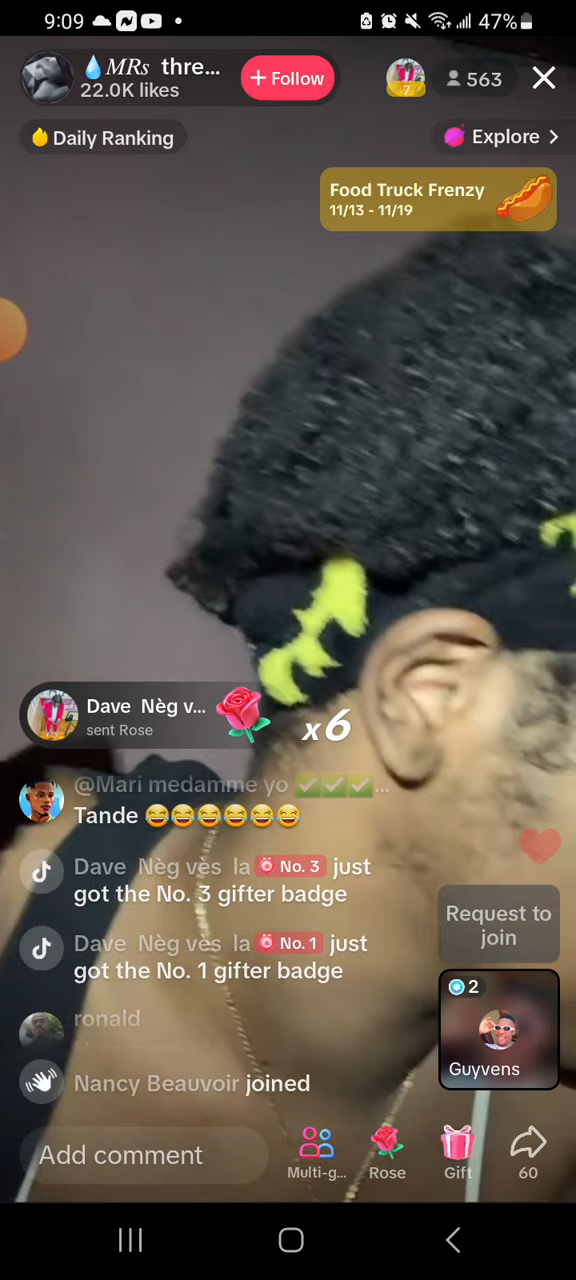 9:09
47%
💧MRs thre...
22.0K likes
+ Follow
7
563
Daily Ranking
Explore >
Food Truck Frenzy
11/13 - 11/19
Dave Nèg v...
sent Rose
x6
@Mari medamme yo ✅✅✅...
Tande 😂😂😂😂😂😂
Dave Nèg vès la No. 3 just
got the No. 3 gifter badge
Dave Nèg vès la No. 1 just
got the No. 1 gifter badge
ronald
Nancy Beauvoir joined
Request to
join
2
Guyvens
Add comment
Multi-g...
Rose
Gift
60